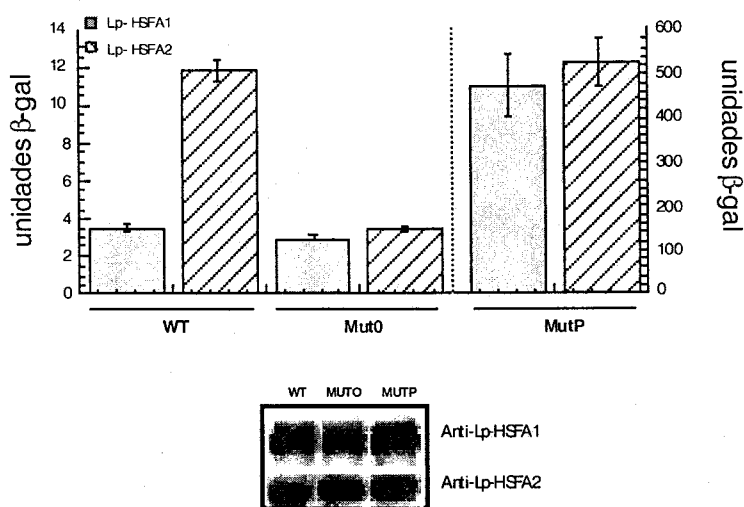 Lp- HSFA1
Lp- HSFA2
unidades β-gal
14
12
10
8
6
4
2
0
600
500
400
300
200
100
0
unidades β-gal
WT
Mut0
MutP
WT MUTO MUTP
Anti-Lp-HSFA1
Anti-Lp-HSFA2